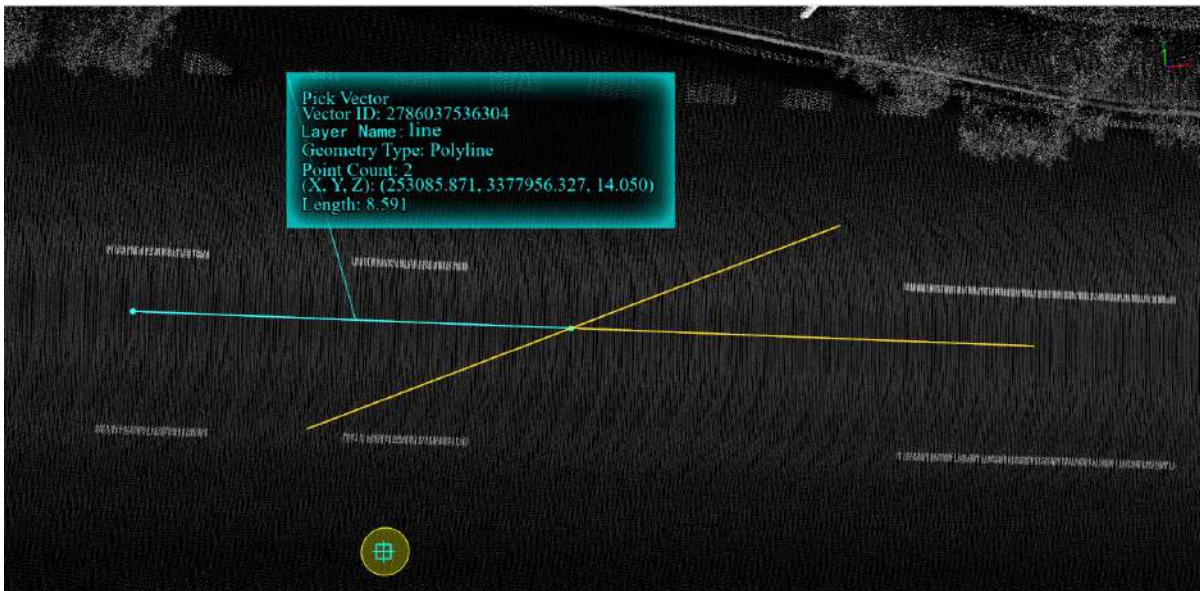 Pick Vector
Vector ID: 2786037536304
Layer Name: line
Geometry Type: Polyline
Point Count: 2
(X, Y, Z): (253085.871, 3377956.327, 14.050)
Length: 8.591